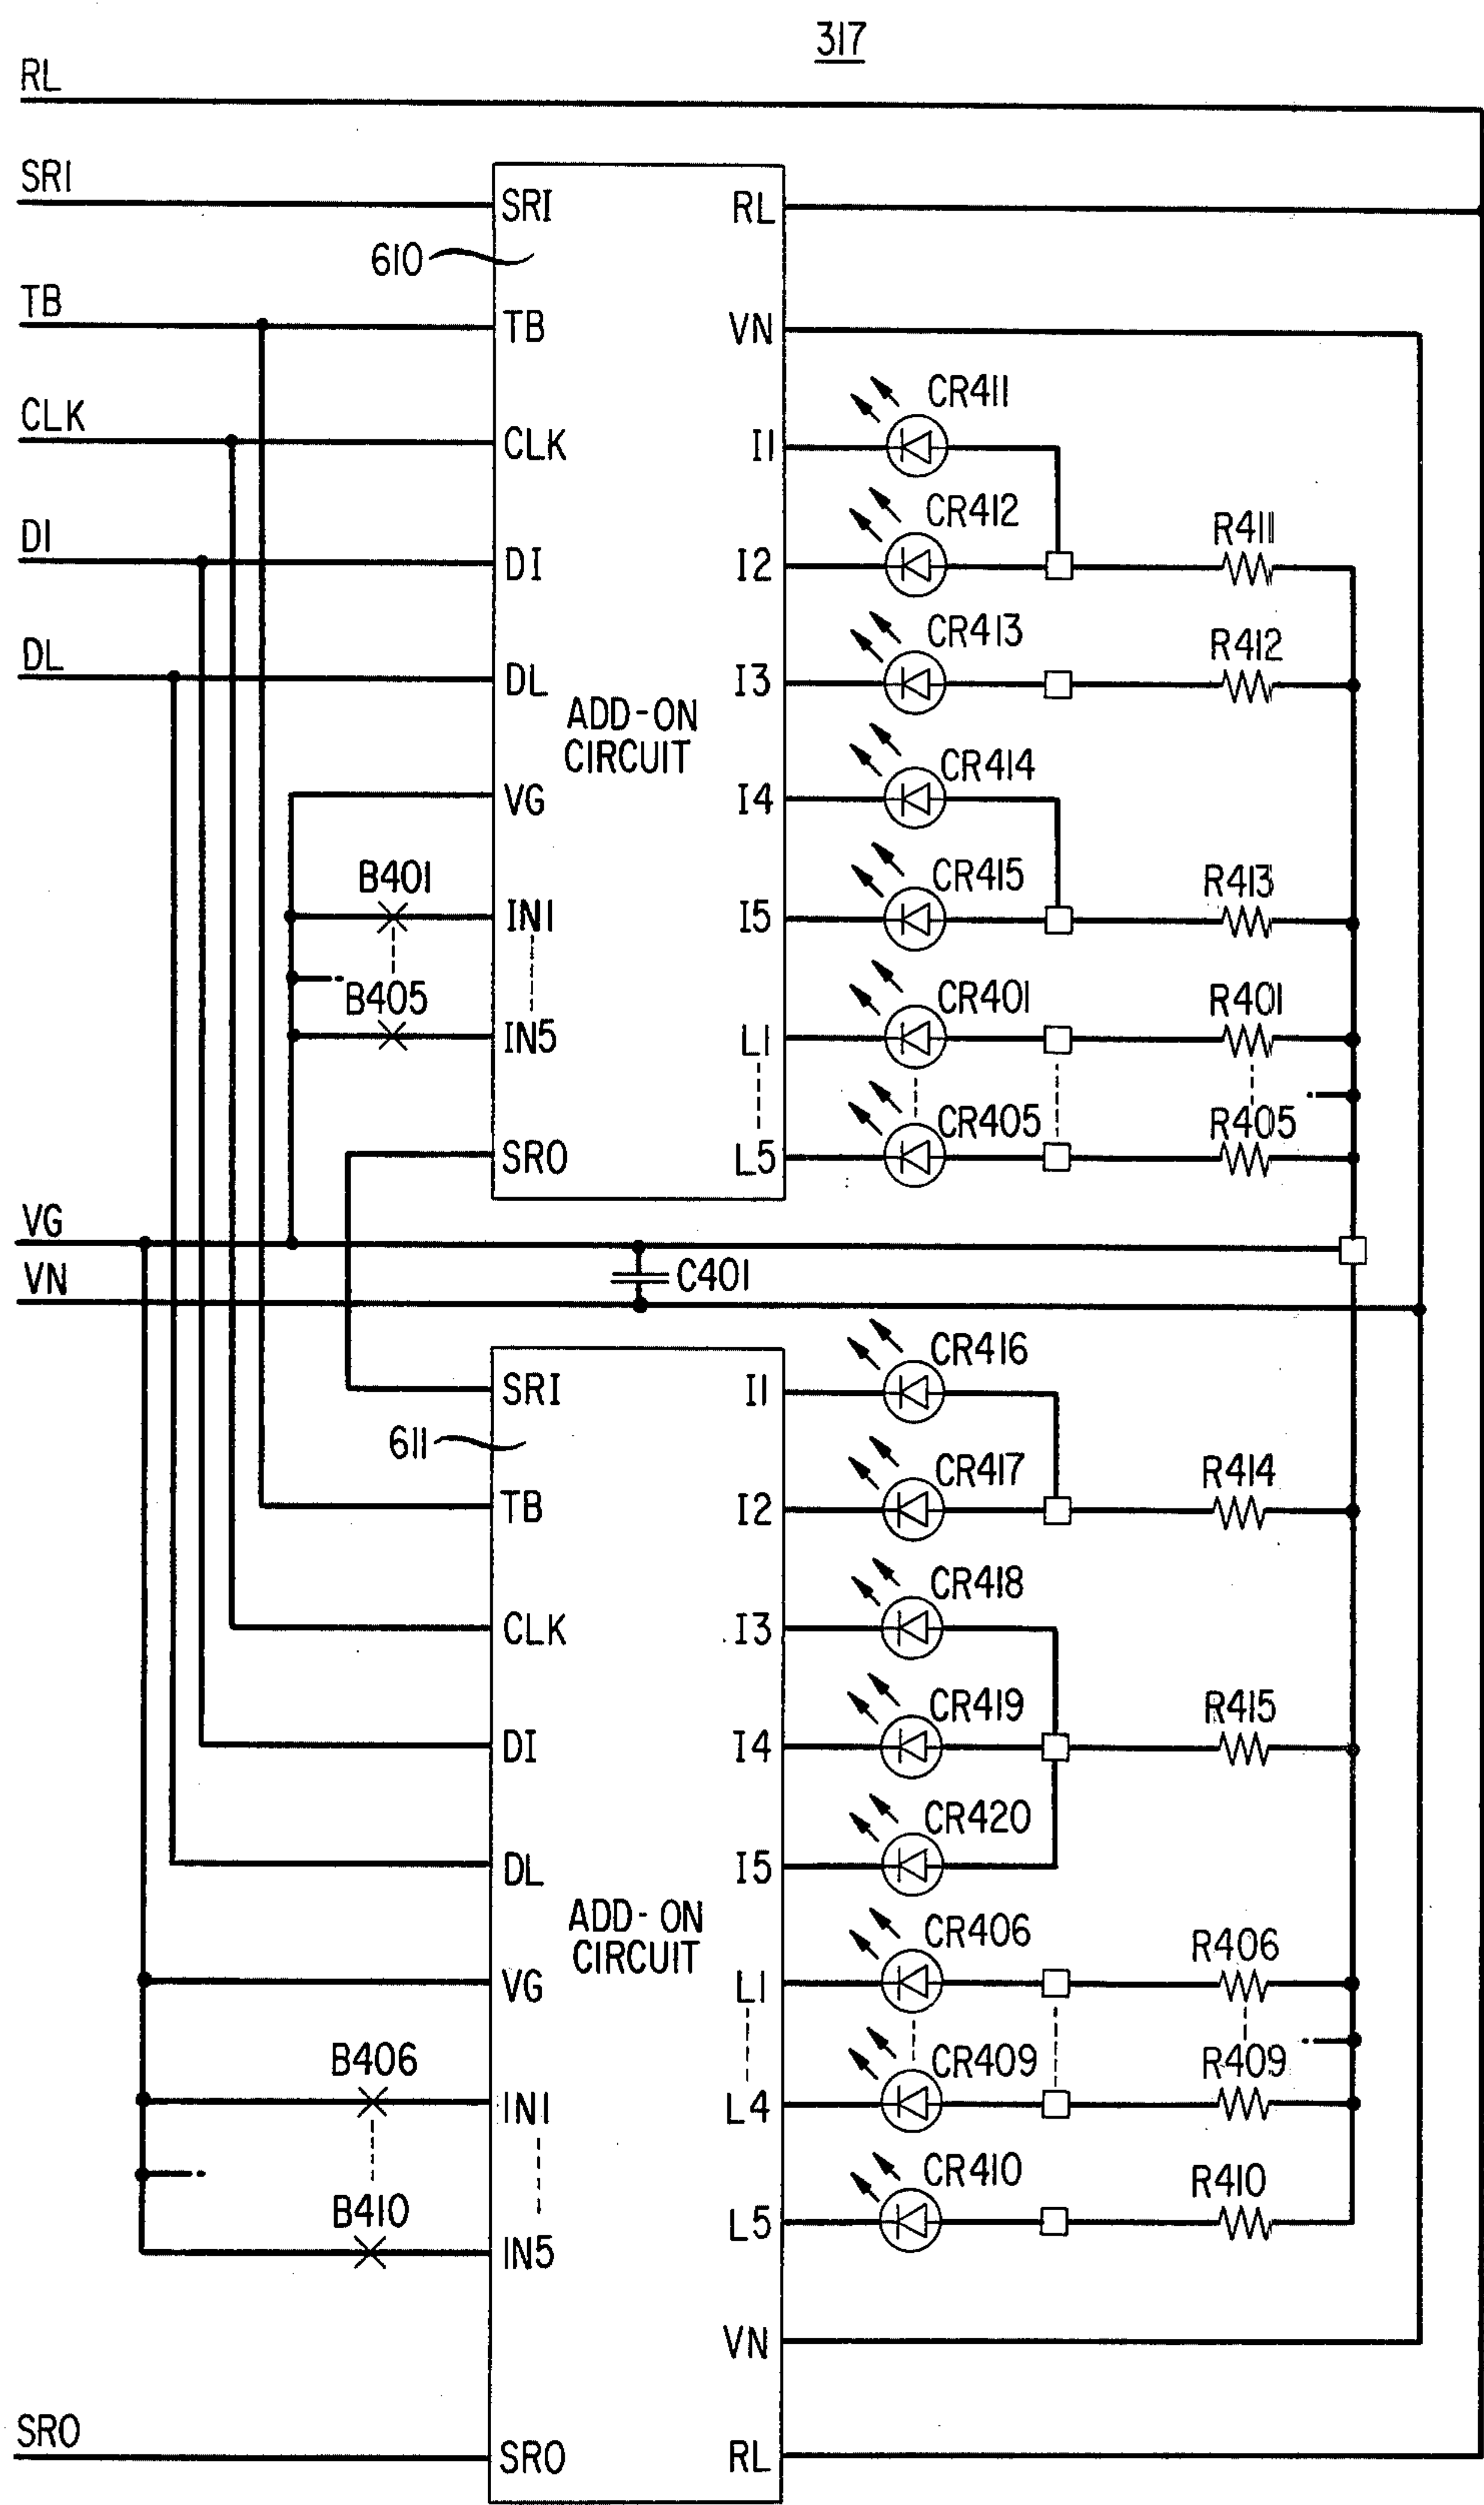 317
RL
SRI
SRI
RL
610
TB
TB
VN
CLK
CLK
I1
CR411
DI
DI
I2
CR412
R411
DL
DL
I3
CR413
R412
ADD-ON
CIRCUIT
VG
I4
CR414
B401
IN1
I5
CR415
R413
B405
IN5
L1
CR401
R401
SRO
L5
CR405
R405
VG
VN
C401
SRI
I1
CR416
611
TB
I2
CR417
R414
CLK
I3
CR418
DI
I4
CR419
R415
DL
I5
CR420
ADD-ON
CIRCUIT
VG
L1
CR406
R406
B406
IN1
L4
CR409
R409
B410
IN5
L5
CR410
R410
VN
SRO
SRO
RL